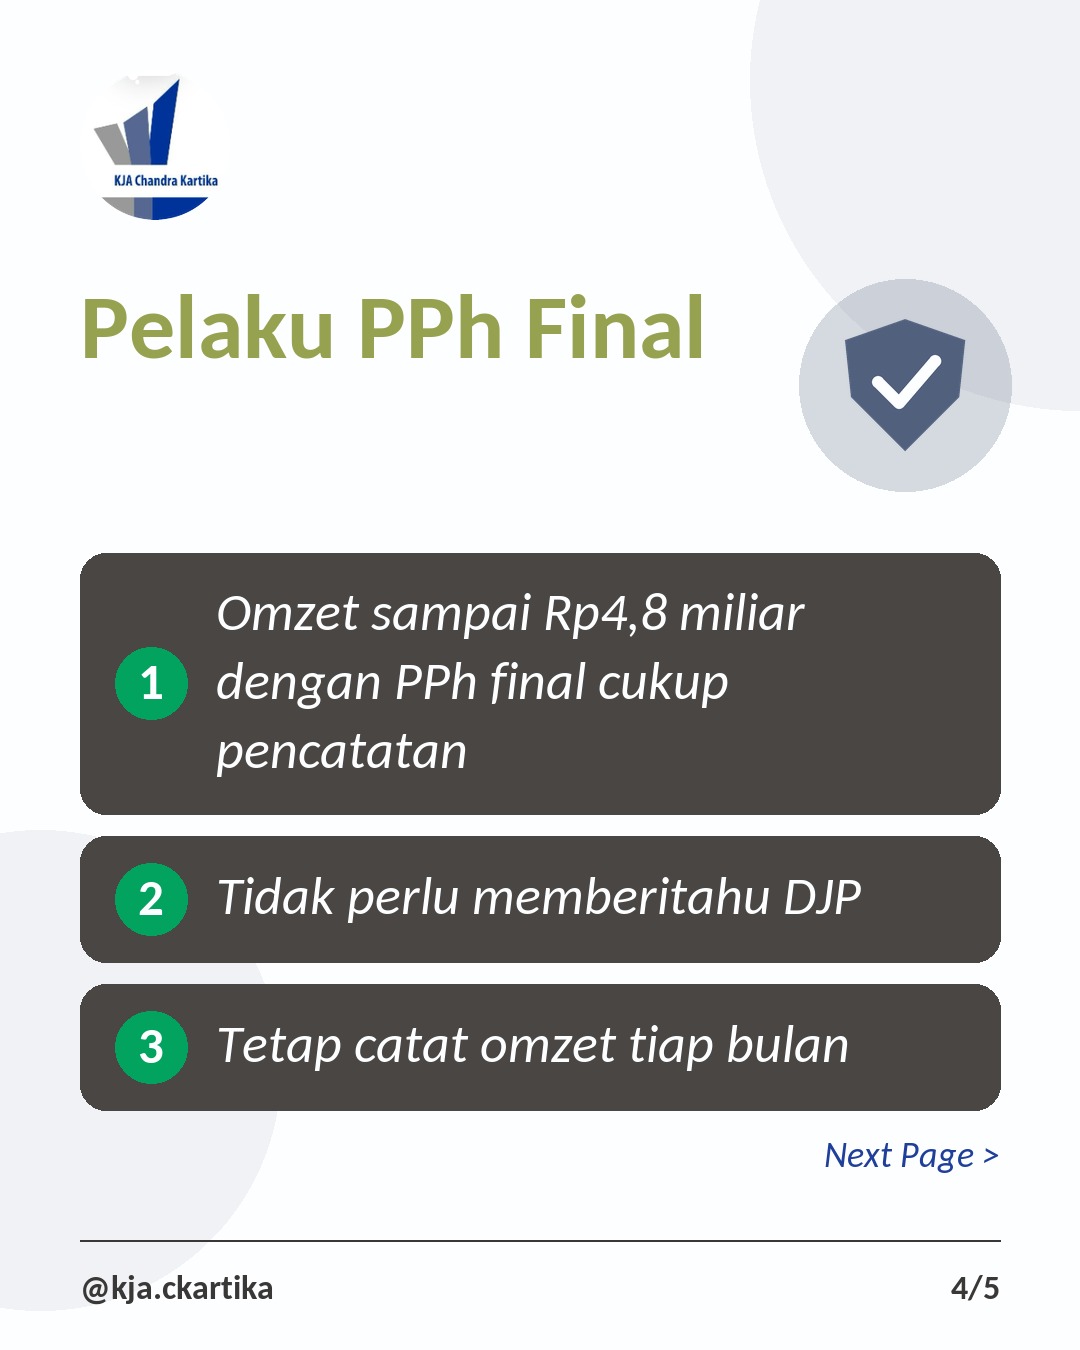 KJA Chandra Kartika
Pelaku PPh Final
1
Omzet sampai Rp4,8 miliar
dengan PPh final cukup
pencatatan
2
Tidak perlu memberitahu DJP
3
Tetap catat omzet tiap bulan
Next Page >
@kja.ckartika
4/5